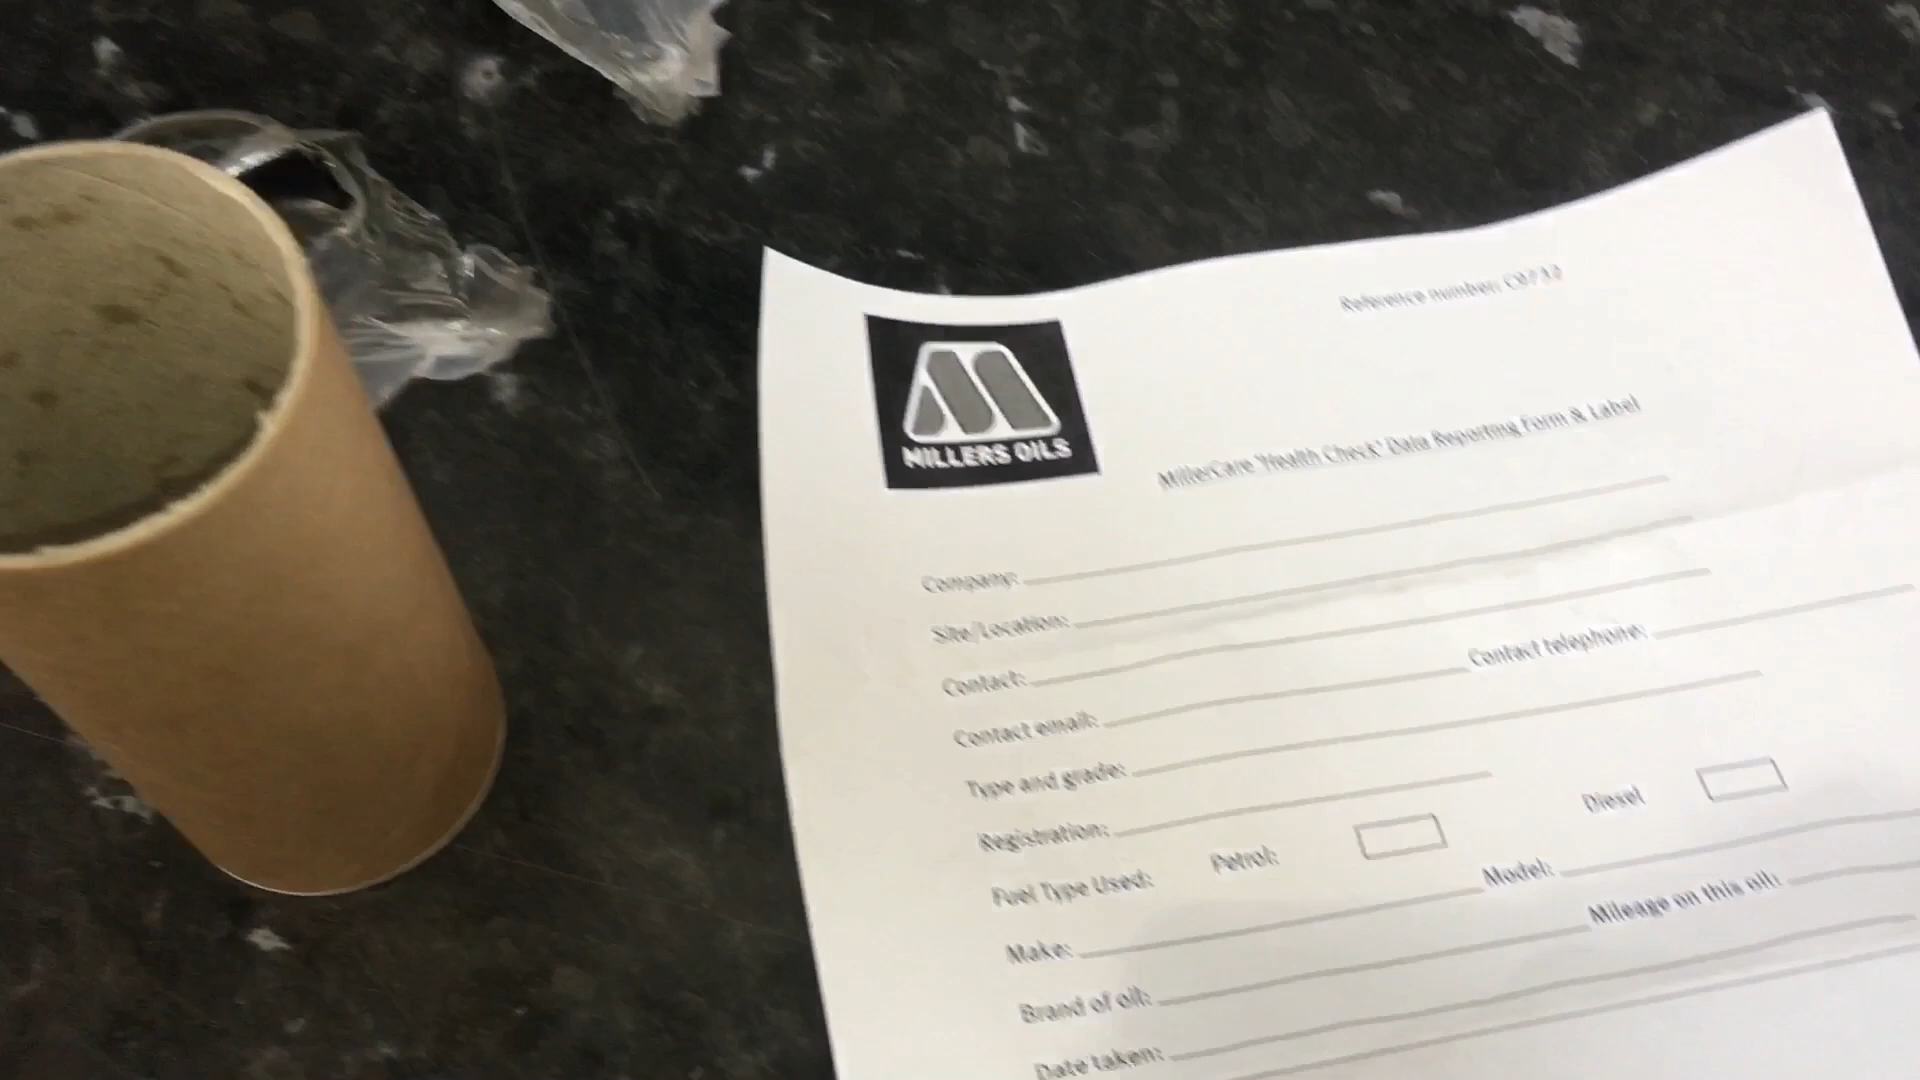 Reference number: C0732
MILLERS OILS
MillerCare 'Health Check' Data Reporting Form & Label
Company:
Site/Location:
Contact:
Contact email: Contact telephone:
Type and grade:
Registration:
Fuel Type Used: Petrol: Diesel
Make: Model:
Brand of oil: Mileage on this oil:
Date taken: